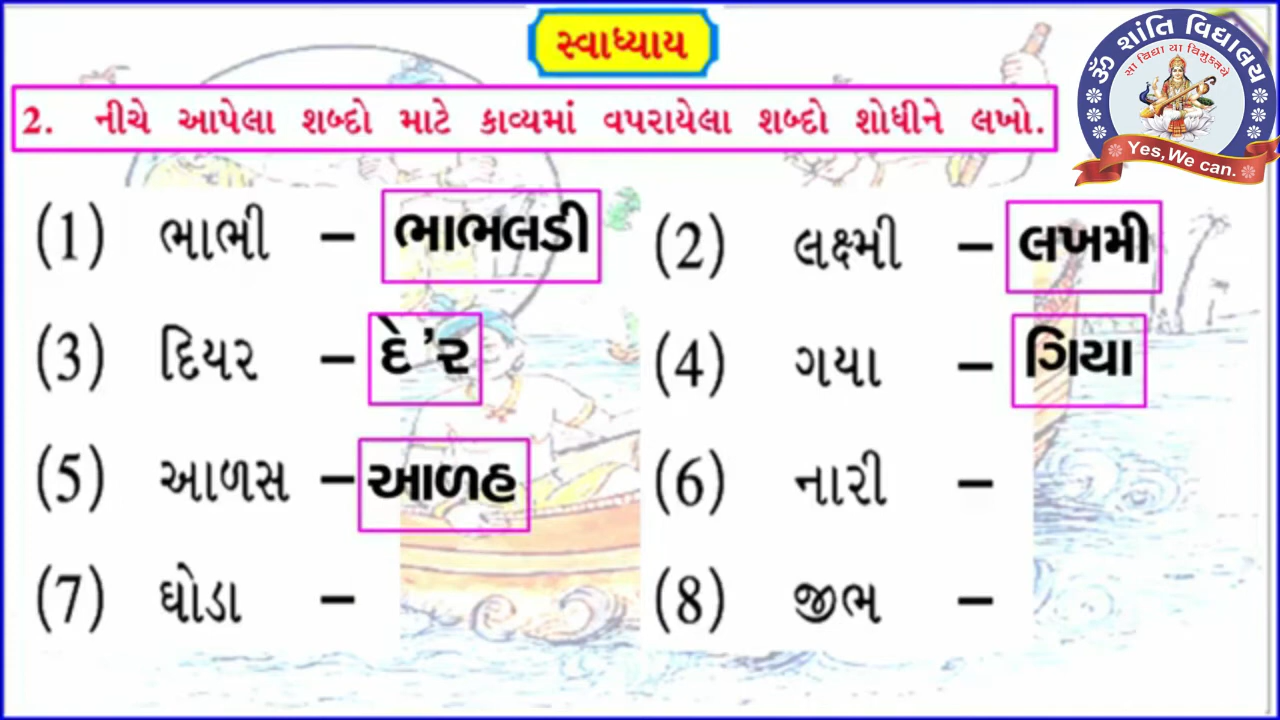 સ્વાધ્યાય
ૐ શાંતિ વિદ્યાલય
સા વિદ્યા યા વિમુક્તયે
Yes, We can.
2. નીચે આપેલા શબ્દો માટે કાવ્યમાં વપરાયેલા શબ્દો શોધીને લખો.
(1) ભાભી – ભાભલડી (2) લક્ષ્મી – લખમી
(3) દિયર – દે'ર (4) ગયા – ગિયા
(5) આળસ – આળહ (6) નારી –
(7) ઘોડા – (8) જીભ –